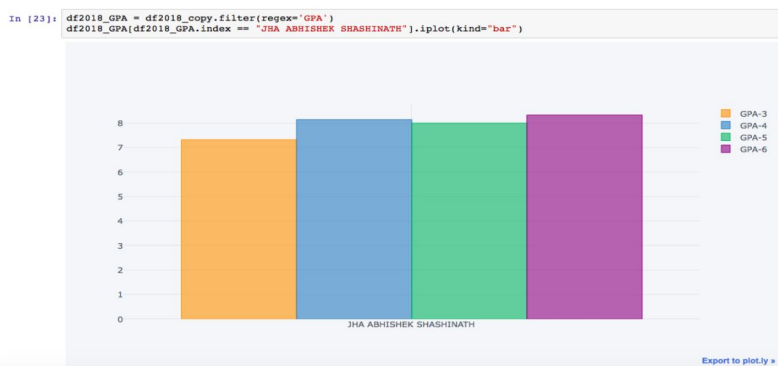 In [23]: df2018_GPA = df2018_copy.filter(regex='GPA')
df2018_GPA[df2018_GPA.index == "JHA ABHISHEK SHASHINATH"].iplot(kind="bar")
GPA-3
GPA-4
GPA-5
GPA-6
8
7
6
5
4
3
2
1
0
JHA ABHISHEK SHASHINATH
Export to plot.ly »